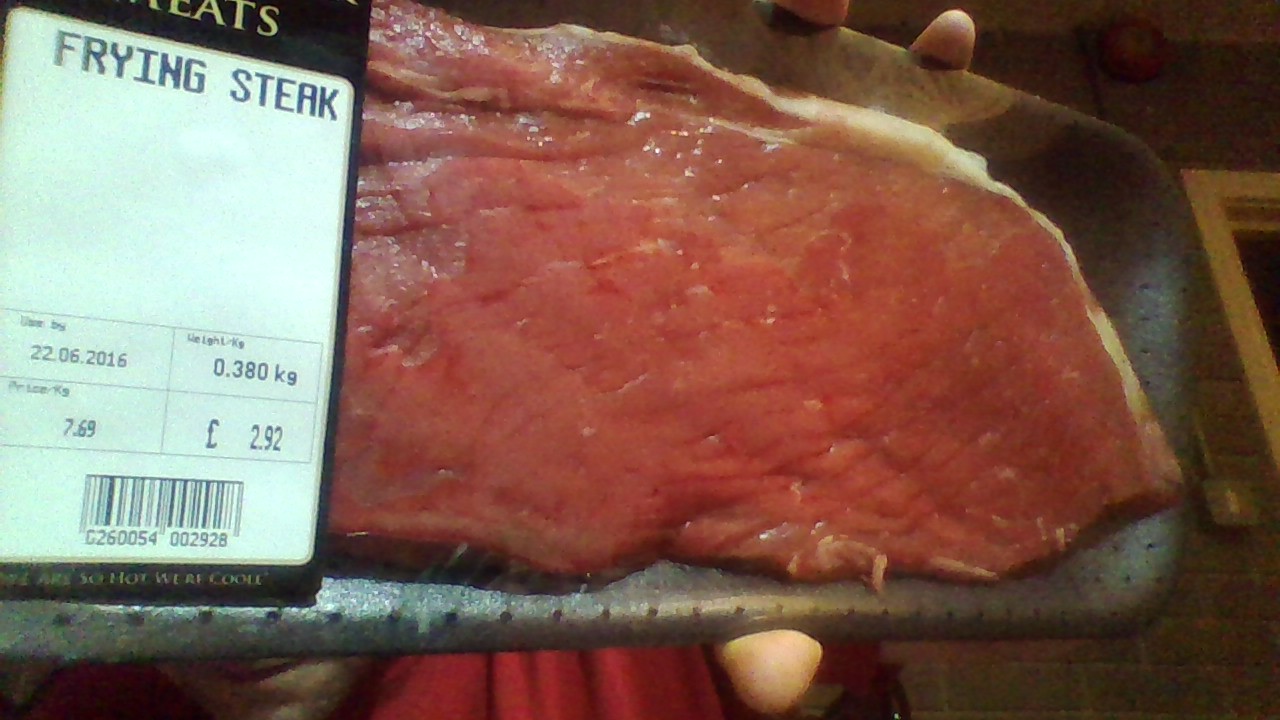 EATS
FRYING STEAK
Use by
Weight/Kg
22.06.2016
0.380 kg
Price/Kg
7.69
£ 2.92
G260054 002928
ARE SO HOT WE'RE COOL"